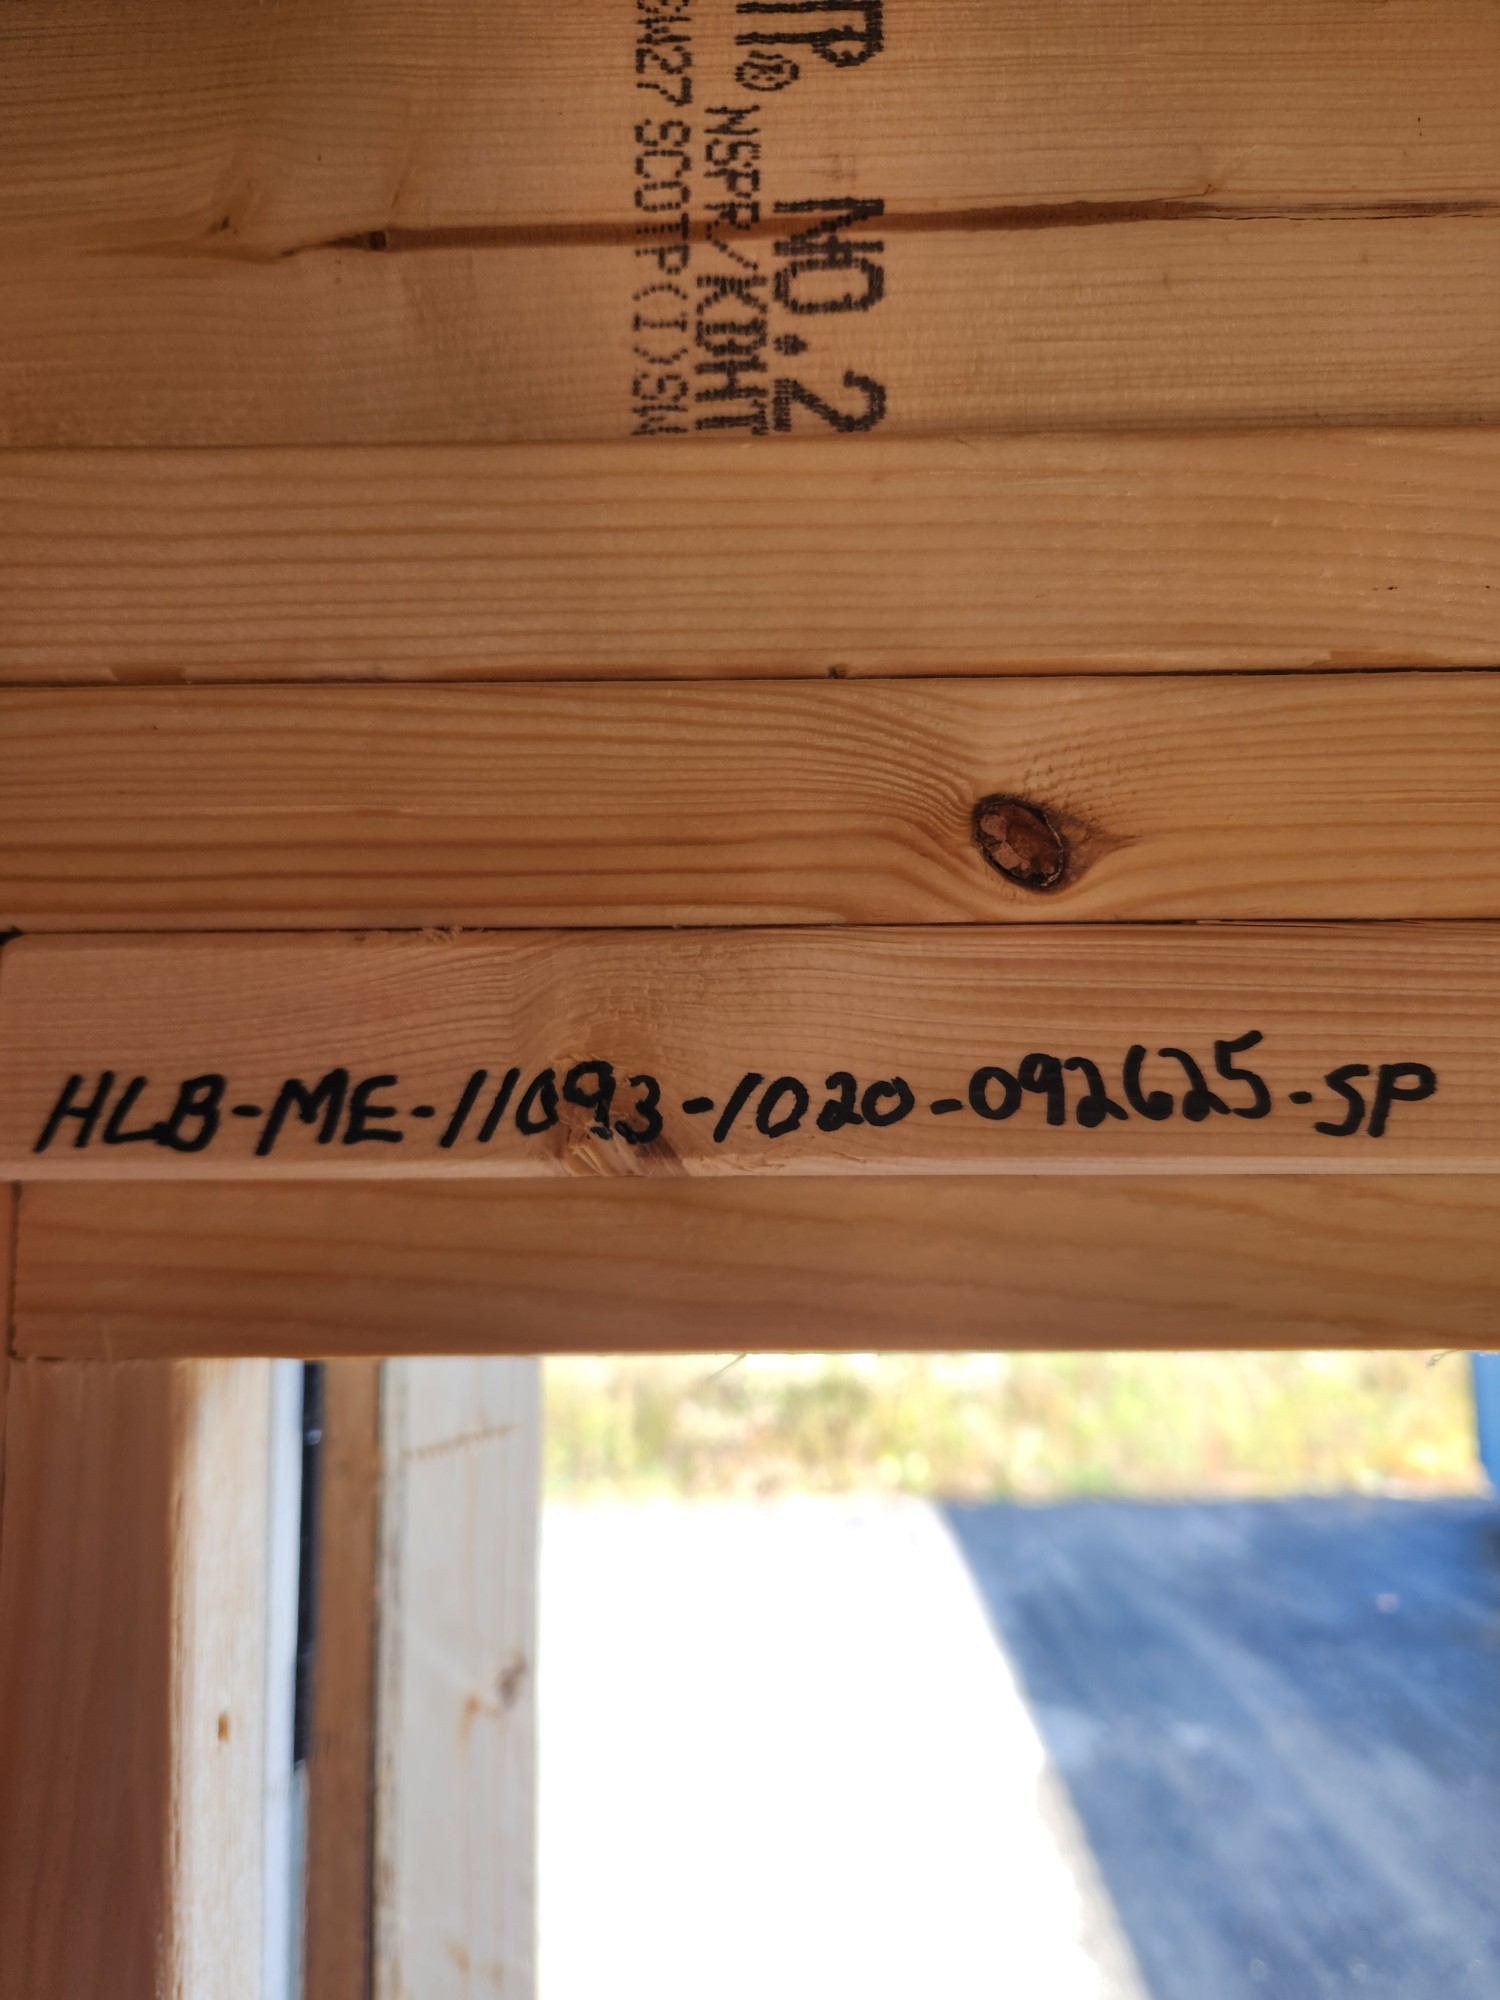 NO.2
NSPR/KDHT
SCOTP(I)SW
HLB-ME-11093-1020-092625-SP